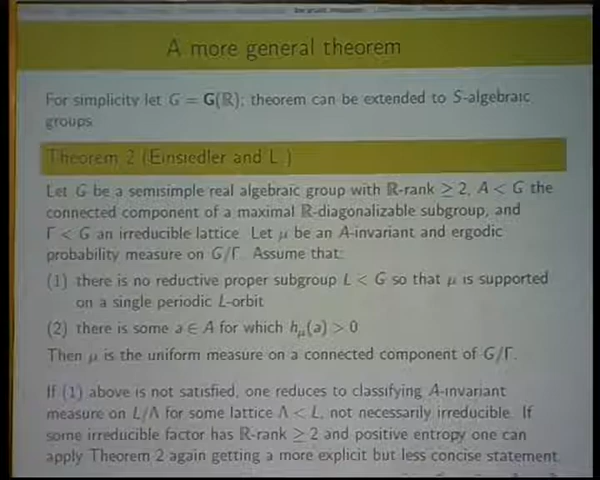 A more general theorem
For simplicity let G = G(ℝ); theorem can be extended to S-algebraic
groups.
Theorem 2 (Einsiedler and L.)
Let G be a semisimple real algebraic group with ℝ-rank ≥ 2, A < G the
connected component of a maximal ℝ-diagonalizable subgroup, and
Γ < G an irreducible lattice. Let μ be an A-invariant and ergodic
probability measure on G/Γ. Assume that:
(1) there is no reductive proper subgroup L < G so that μ is supported
on a single periodic L-orbit
(2) there is some a ∈ A for which hμ(a) > 0
Then μ is the uniform measure on a connected component of G/Γ.
If (1) above is not satisfied, one reduces to classifying A-invariant
measure on L/Λ for some lattice Λ < L, not necessarily irreducible. If
some irreducible factor has ℝ-rank ≥ 2 and positive entropy one can
apply Theorem 2 again getting a more explicit but less concise statement.